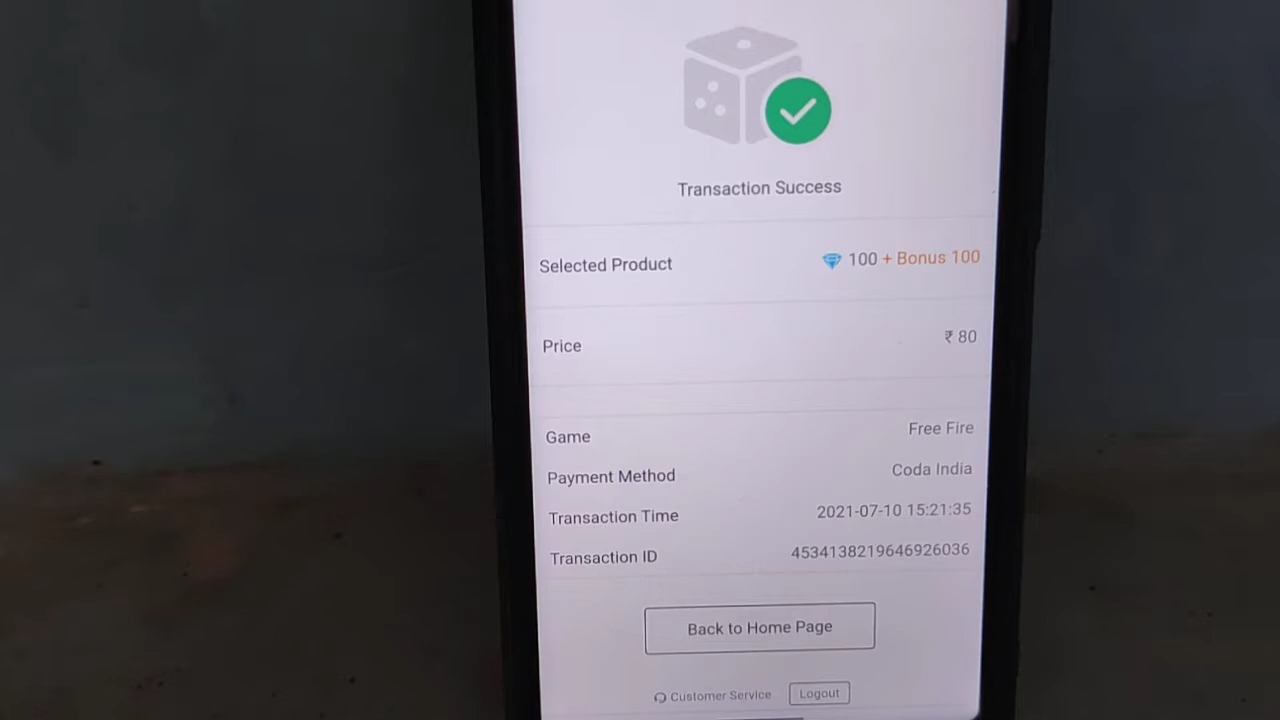 Transaction Success
Selected Product 100 + Bonus 100
Price ₹ 80
Game Free Fire
Payment Method Coda India
Transaction Time 2021-07-10 15:21:35
Transaction ID 4534138219646926036
Back to Home Page
Customer Service Logout